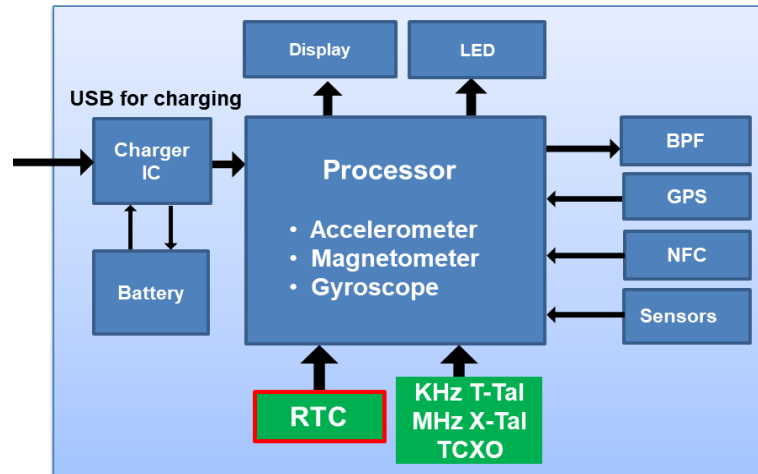 Display
LED
USB for charging
Charger
IC
Processor
• Accelerometer
• Magnetometer
• Gyroscope
BPF
GPS
NFC
Sensors
Battery
RTC
KHz T-Tal
MHz X-Tal
TCXO